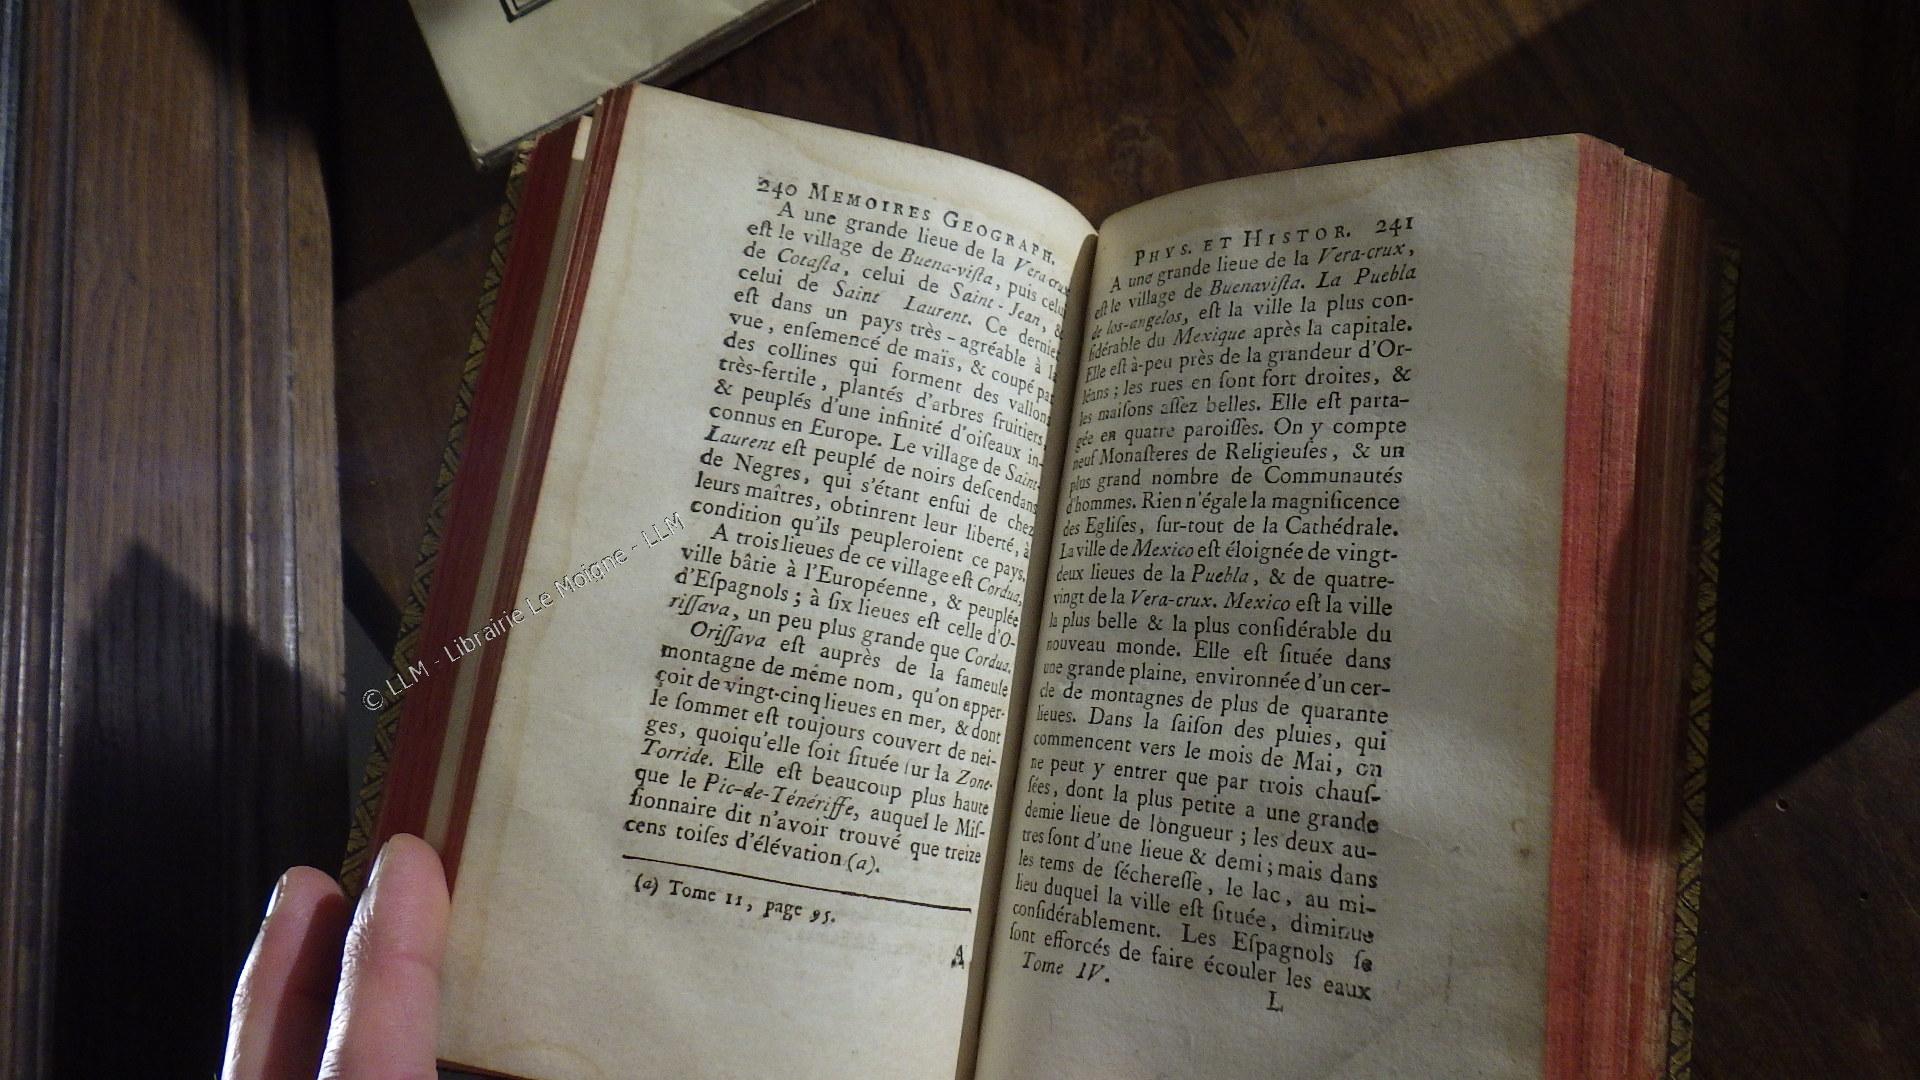 240 MEMOIRES GEOGRAPH.
A une grande lieue de la Vera crux
eſt le village de Buena-viſta, puis celui
de Cotaſta, celui de Saint-Jean, &
celui de Saint Laurent. Ce dernier
eſt dans un pays très-agréable à la
vue, enſemencé de maïs, & coupé par
des collines qui forment des vallons
très-fertile, plantés d'arbres fruitiers,
& peuplés d'une infinité d'oiſeaux in-
connus en Europe. Le village de Saint-
Laurent eſt peuplé de noirs deſcendans
de Negres, qui s'étant enfui de chez
leurs maîtres, obtinrent leur liberté, à
condition qu'ils peupleroient ce pays.
A trois lieues de ce village eſt Cordua,
ville bâtie à l'Européenne, & peuplée
d'Eſpagnols; à ſix lieues eſt celle d'O-
riſſava, un peu plus grande que Cordua.
Oriſſava eſt auprès de la fameuſe
montagne de même nom, qu'on apper-
çoit de vingt-cinq lieues en mer, & dont
le ſommet eſt toujours couvert de nei-
ges, quoiqu'elle ſoit située ſur la Zone-
Torride. Elle eſt beaucoup plus haute
que le Pic-de-Ténériffe, auquel le Miſ-
ſionnaire dit n'avoir trouvé que treize
cens toiſes d'élévation (a).
(a) Tome 11, page 95.
A
PHYS. ET HISTOR. 241
A une grande lieue de la Vera-crux,
eſt le village de Buenaviſta. La Puebla
de los-angelos, eſt la ville la plus con-
ſidérable du Mexique après la capitale.
Elle eſt à-peu près de la grandeur d'Or-
léans; les rues en ſont fort droites, &
les maiſons aſſez belles. Elle eſt parta-
gée en quatre paroiſſes. On y compte
neuf Monaſteres de Religieuſes, & un
plus grand nombre de Communautés
d'hommes. Rien n'égale la magnificence
des Egliſes, ſur-tout de la Cathédrale.
La ville de Mexico eſt éloignée de vingt-
deux lieues de la Puebla, & de quatre-
vingt de la Vera-crux. Mexico eſt la ville
la plus belle & la plus conſidérable du
nouveau monde. Elle eſt ſituée dans
une grande plaine, environnée d'un cer-
cle de montagnes de plus de quarante
lieues. Dans la ſaiſon des pluies, qui
commencent vers le mois de Mai, on
ne peut y entrer que par trois chauſ-
ſées, dont la plus petite a une grande
demie lieue de longueur; les deux au-
tres ſont d'une lieue & demi; mais dans
les tems de ſéchereſſe, le lac, au mi-
lieu duquel la ville eſt ſituée, diminue
conſidérablement. Les Eſpagnols ſe
ſont efforcés de faire écouler les eaux
Tome IV.
L
© LLM - Librairie Le Moigne - LLM